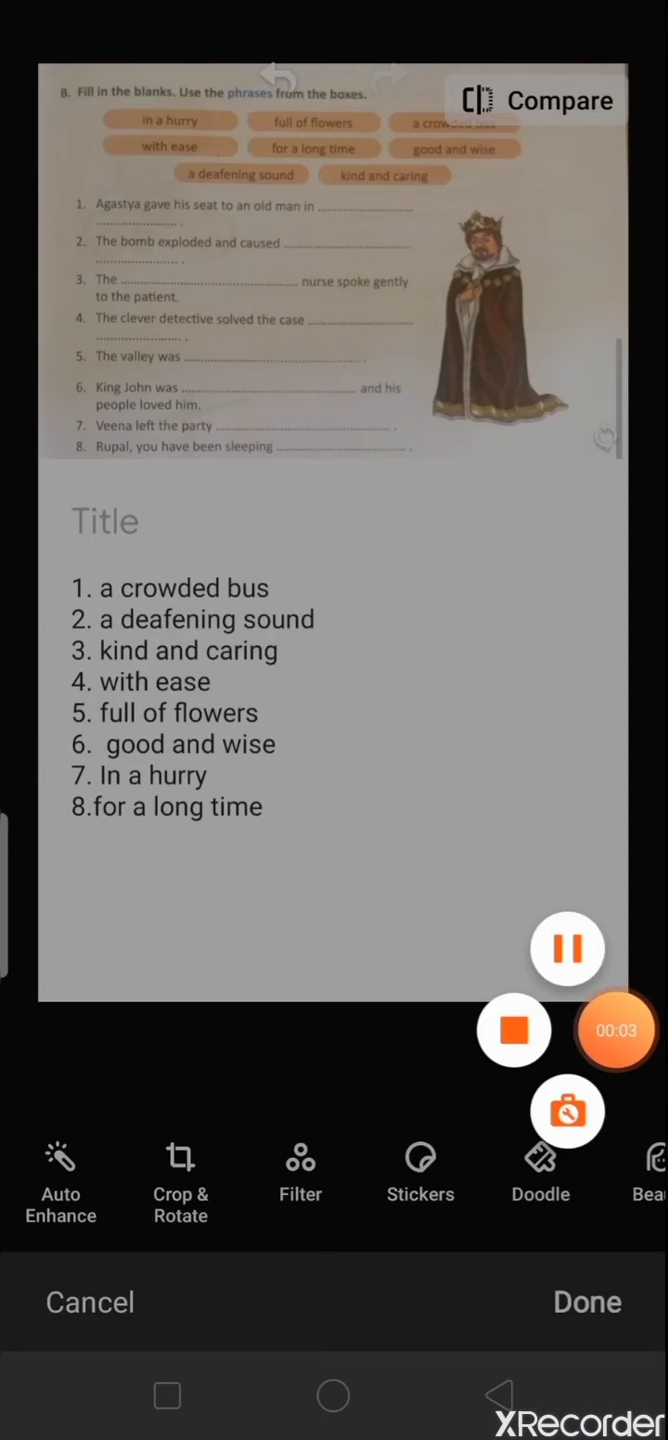 B. Fill in the blanks. Use the phrases from the boxes.
Compare
in a hurry
full of flowers
a crowded bus
with ease
for a long time
good and wise
a deafening sound
kind and caring
1. Agastya gave his seat to an old man in ....................
.................... .
2. The bomb exploded and caused ....................
.................... .
3. The .................... nurse spoke gently
to the patient.
4. The clever detective solved the case ....................
.................... .
5. The valley was .................... .
6. King John was .................... and his
people loved him.
7. Veena left the party .................... .
8. Rupal, you have been sleeping .................... .
Title
1. a crowded bus
2. a deafening sound
3. kind and caring
4. with ease
5. full of flowers
6.  good and wise
7. In a hurry
8.for a long time
00:03
Auto
Enhance
Crop &
Rotate
Filter
Stickers
Doodle
Bea
Cancel
Done
XRecorder